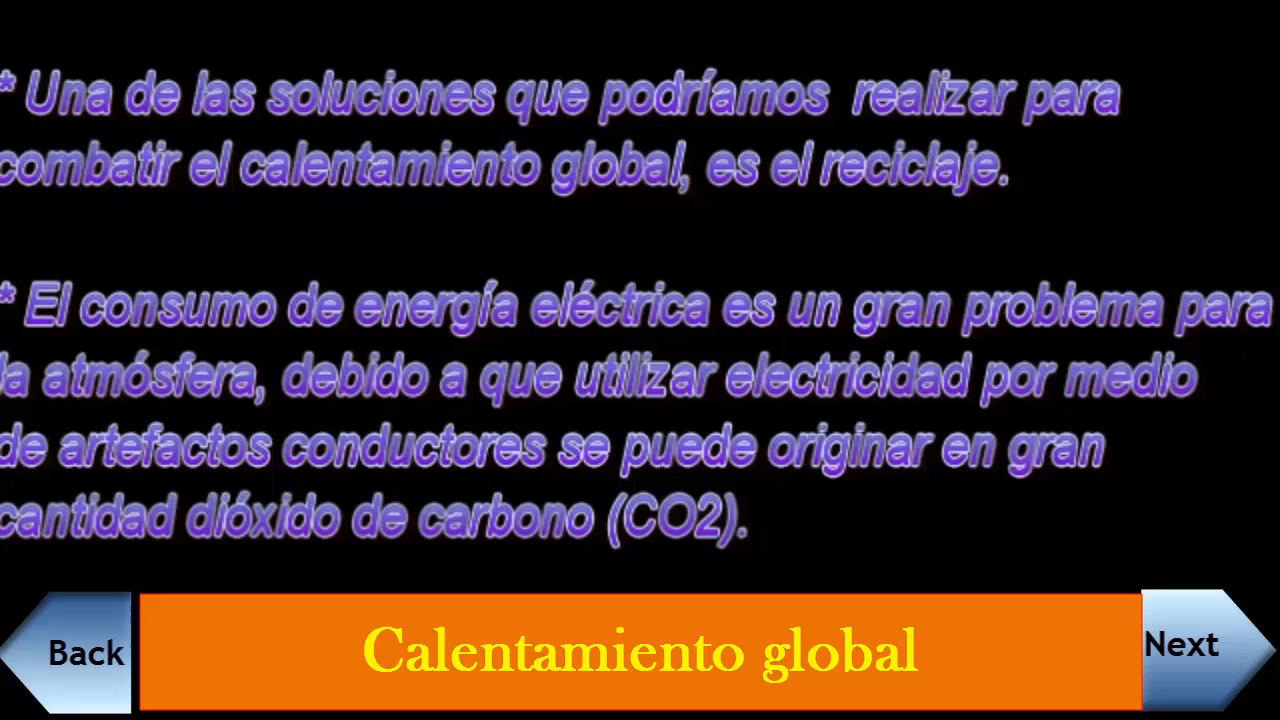 * Una de las soluciones que podríamos realizar para
combatir el calentamiento global, es el reciclaje.
* El consumo de energía eléctrica es un gran problema para
la atmósfera, debido a que utilizar electricidad por medio
de artefactos conductores se puede originar en gran
cantidad dióxido de carbono (CO2).
Back
Calentamiento global
Next